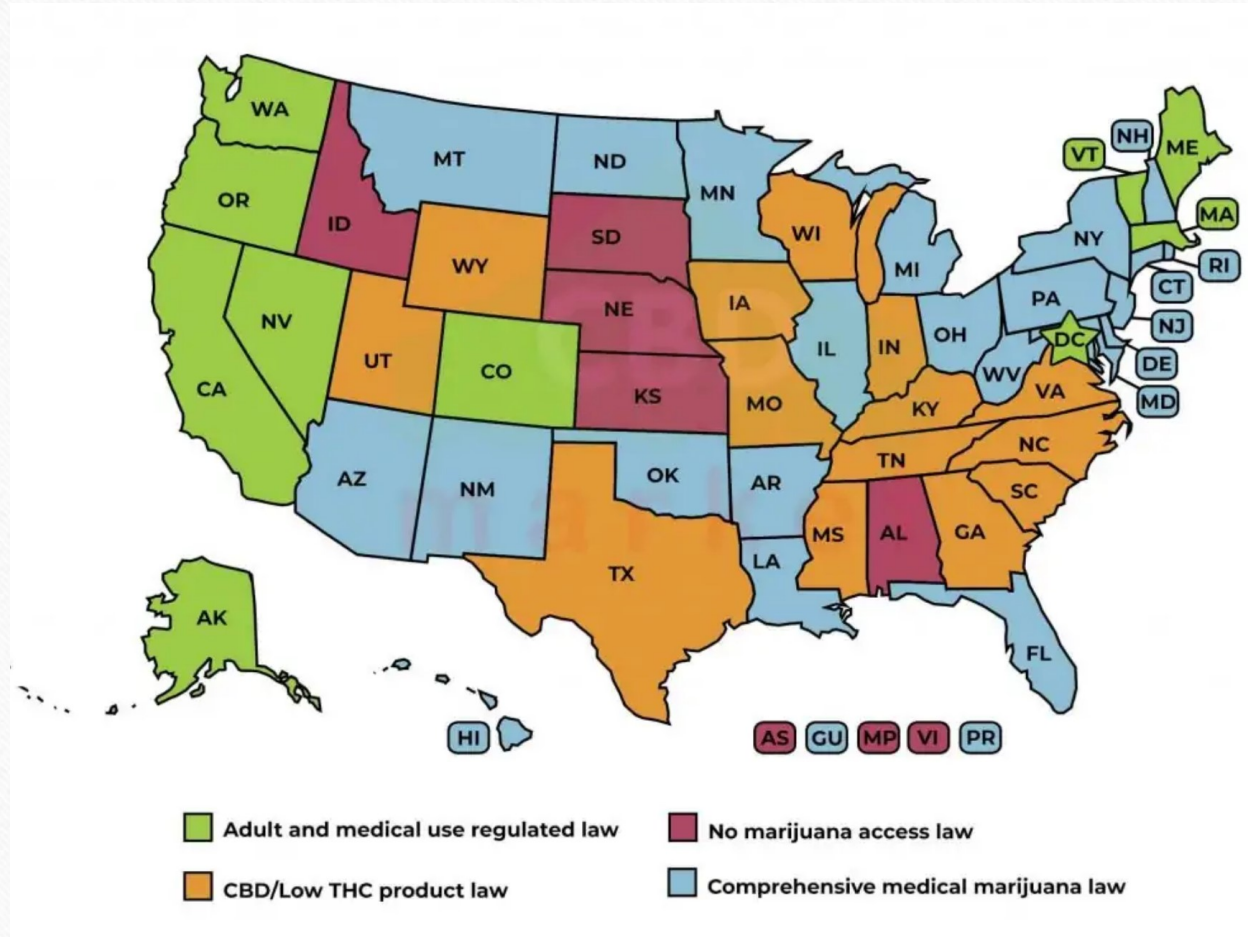 WA
MT
ND
MN
OR
ID
SD
WY
WI
MI
VT
NH
ME
MA
NY
RI
CT
PA
NJ
NV
UT
CO
NE
IA
IL
IN
OH
DC
DE
WV
MD
CA
KS
MO
KY
VA
TN
NC
AZ
NM
OK
AR
SC
MS
AL
GA
TX
LA
AK
FL
HI
AS GU MP VI PR
CBD
market
Adult and medical use regulated law
No marijuana access law
CBD/Low THC product law
Comprehensive medical marijuana law